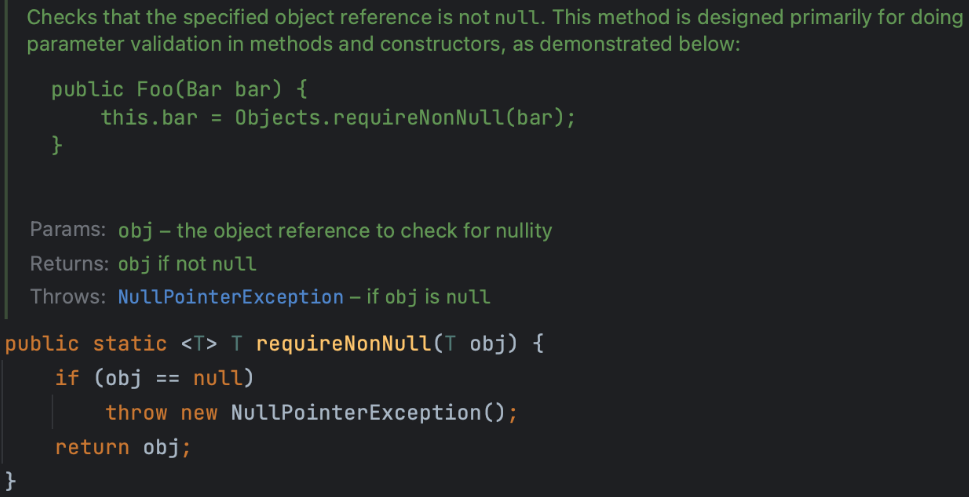 Checks that the specified object reference is not null. This method is designed primarily for doing
parameter validation in methods and constructors, as demonstrated below:
public Foo(Bar bar) {
    this.bar = Objects.requireNonNull(bar);
}
Params: obj – the object reference to check for nullity
Returns: obj if not null
Throws: NullPointerException – if obj is null
public static <T> T requireNonNull(T obj) {
    if (obj == null)
        throw new NullPointerException();
    return obj;
}